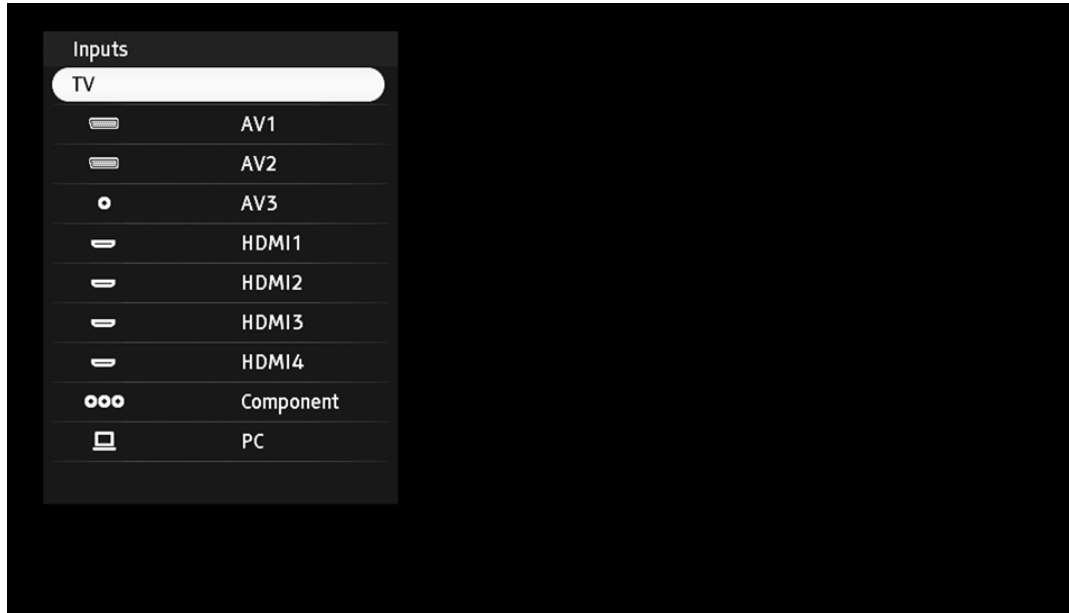 Inputs
TV
AV1
AV2
AV3
HDMI1
HDMI2
HDMI3
HDMI4
Component
PC